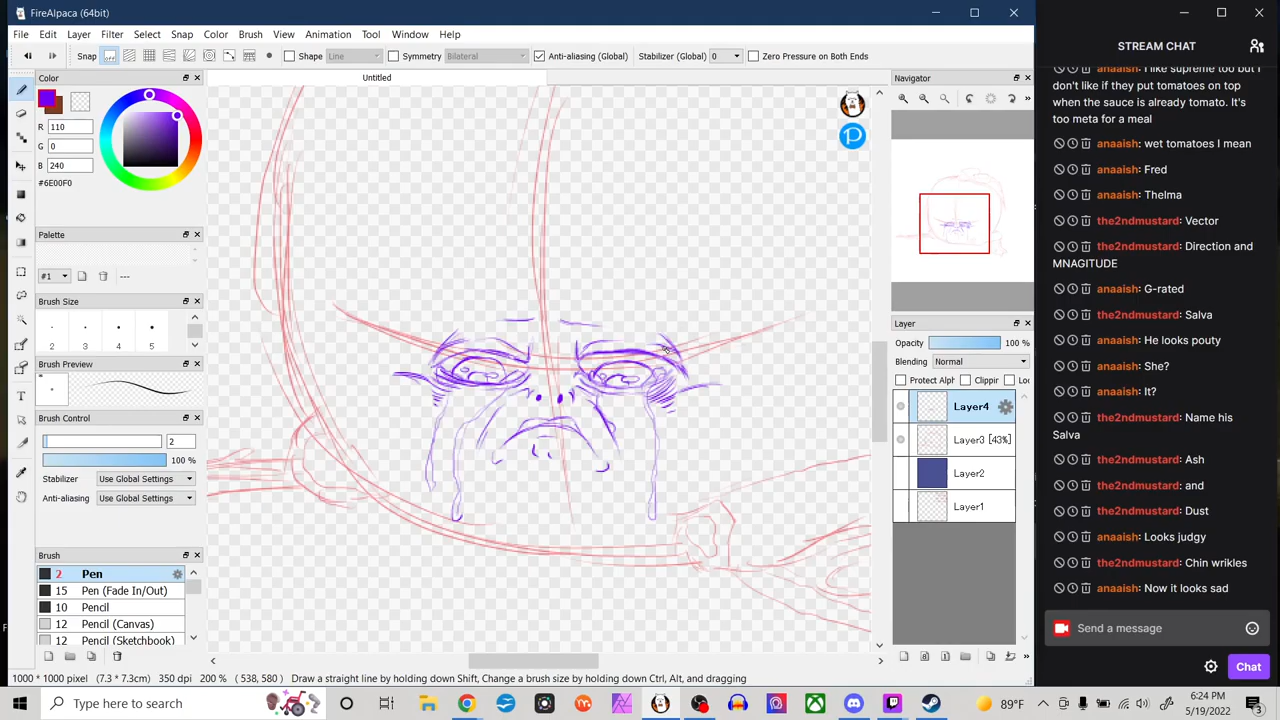 FireAlpaca (64bit)
File Edit Layer Filter Select Snap Color Brush View Animation Tool Window Help
Snap Shape Line Symmetry Bilateral Anti-aliasing (Global) Stabilizer (Global) 0 Zero Pressure on Both Ends
Untitled
Color
R 110
G 0
B 240
#6E00F0
Palette
#1 ---
Brush Size
2 3 4 5
Brush Preview
Brush Control
2
100 %
Stabilizer Use Global Settings
Anti-aliasing Use Global Settings
Brush
2 Pen
15 Pen (Fade In/Out)
10 Pencil
12 Pencil (Canvas)
12 Pencil (Sketchbook)
Navigator
Layer
Opacity 100 %
Blending Normal
Protect Alph Clippin Loc
Layer4
Layer3 [43%]
Layer2
Layer1
1000 * 1000 pixel (7.3 * 7.3cm) 350 dpi 200 % (538, 580) Draw a straight line by holding down Shift, Change a brush size by holding down Ctrl, Alt, and dragging
STREAM CHAT
anaaish: I like supreme too but I
don't like if they put tomatoes on top
when the sauce is already tomato. It's
too meta for a meal
anaaish: wet tomatoes I mean
anaaish: Fred
anaaish: Thelma
the2ndmustard: Vector
the2ndmustard: Direction and
MNAGITUDE
anaaish: G-rated
the2ndmustard: Salva
anaaish: He looks pouty
anaaish: She?
anaaish: It?
the2ndmustard: Name his
Salva
the2ndmustard: Ash
the2ndmustard: and
the2ndmustard: Dust
anaaish: Looks judgy
the2ndmustard: Chin wrikles
anaaish: Now it looks sad
Send a message
Chat
Type here to search
89°F
6:24 PM
5/19/2022
3